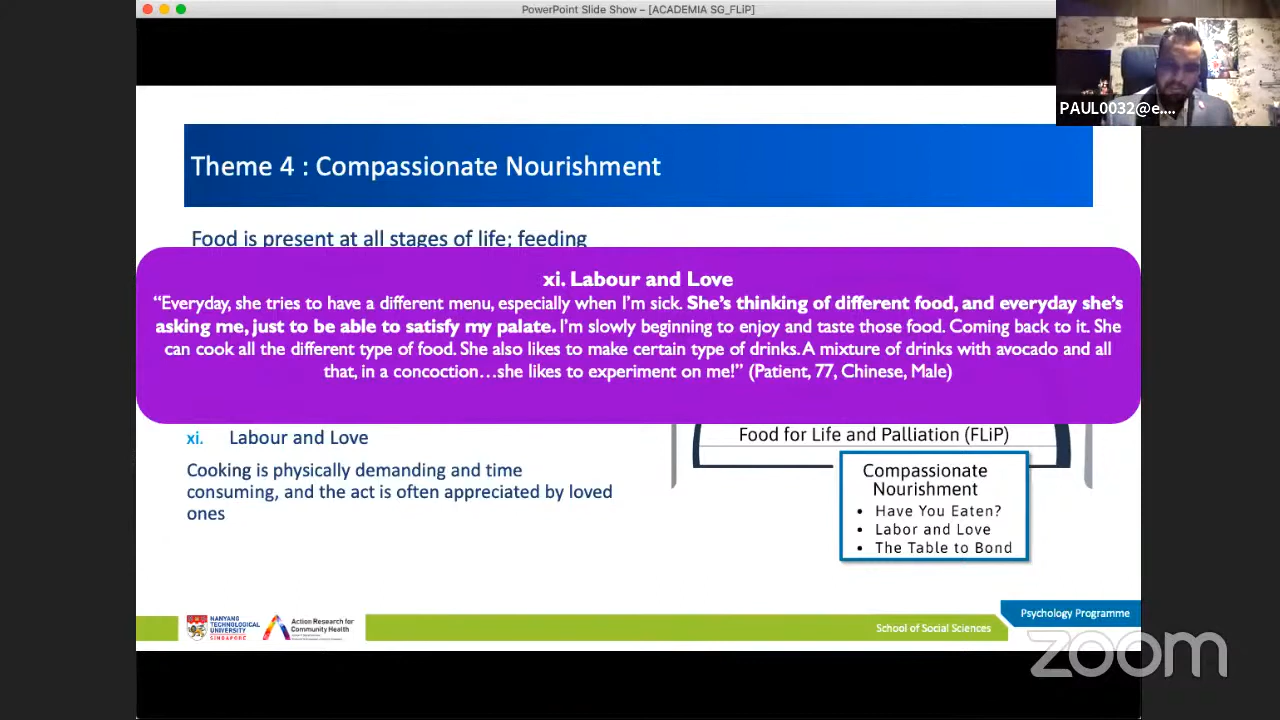 PowerPoint Slide Show – [ACADEMIA SG_FLiP]
PAUL0032@e....
Theme 4 : Compassionate Nourishment
Food is present at all stages of life; feeding
xi. Labour and Love
“Everyday, she tries to have a different menu, especially when I’m sick. She’s thinking of different food, and everyday she’s
asking me, just to be able to satisfy my palate. I’m slowly beginning to enjoy and taste those food. Coming back to it. She
can cook all the different type of food. She also likes to make certain type of drinks. A mixture of drinks with avocado and all
that, in a concoction…she likes to experiment on me!” (Patient, 77, Chinese, Male)
xi. Labour and Love
Cooking is physically demanding and time
consuming, and the act is often appreciated by loved
ones
Food for Life and Palliation (FLiP)
Compassionate
Nourishment
• Have You Eaten?
• Labor and Love
• The Table to Bond
NANYANG
TECHNOLOGICAL
UNIVERSITY
SINGAPORE
Action Research for
Community Health
School of Social Sciences
Psychology Programme
zoom